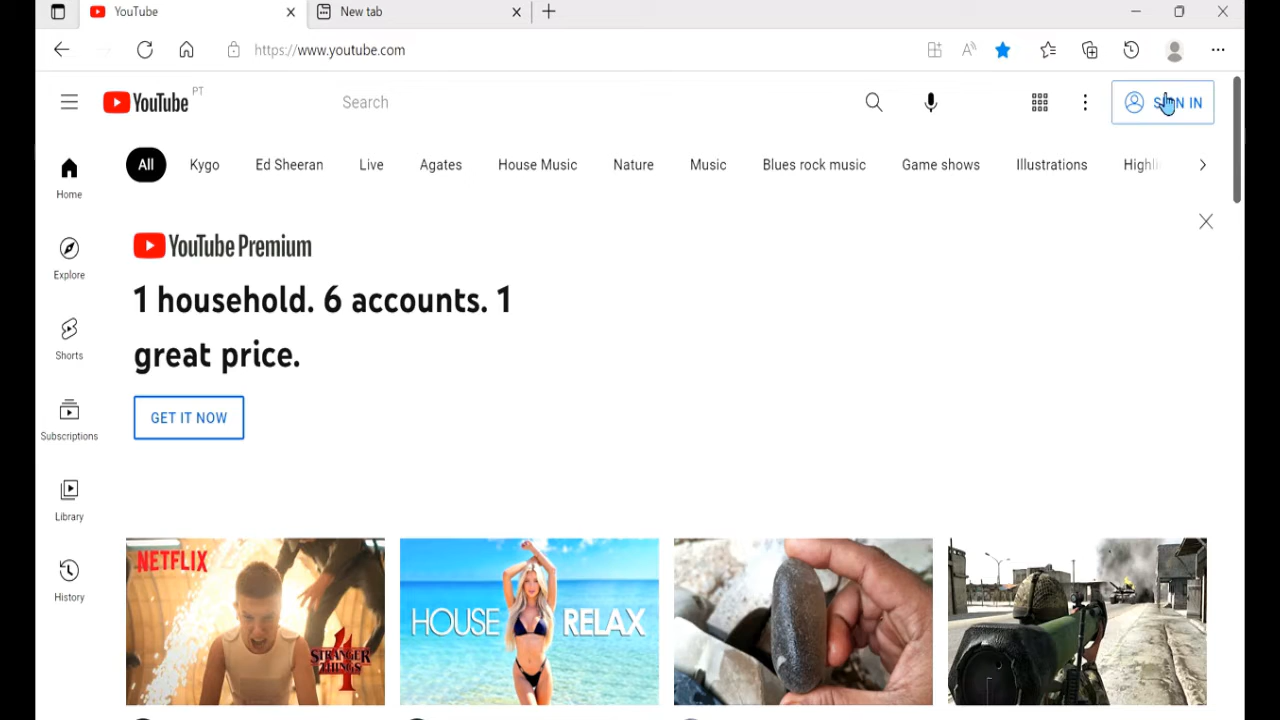 YouTube
New tab
https://www.youtube.com
YouTube PT
Search
SIGN IN
All
Kygo
Ed Sheeran
Live
Agates
House Music
Nature
Music
Blues rock music
Game shows
Illustrations
Home
Explore
Shorts
Subscriptions
Library
History
YouTube Premium
1 household. 6 accounts. 1
great price.
GET IT NOW
NETFLIX
STRANGER
THINGS 4
HOUSE RELAX